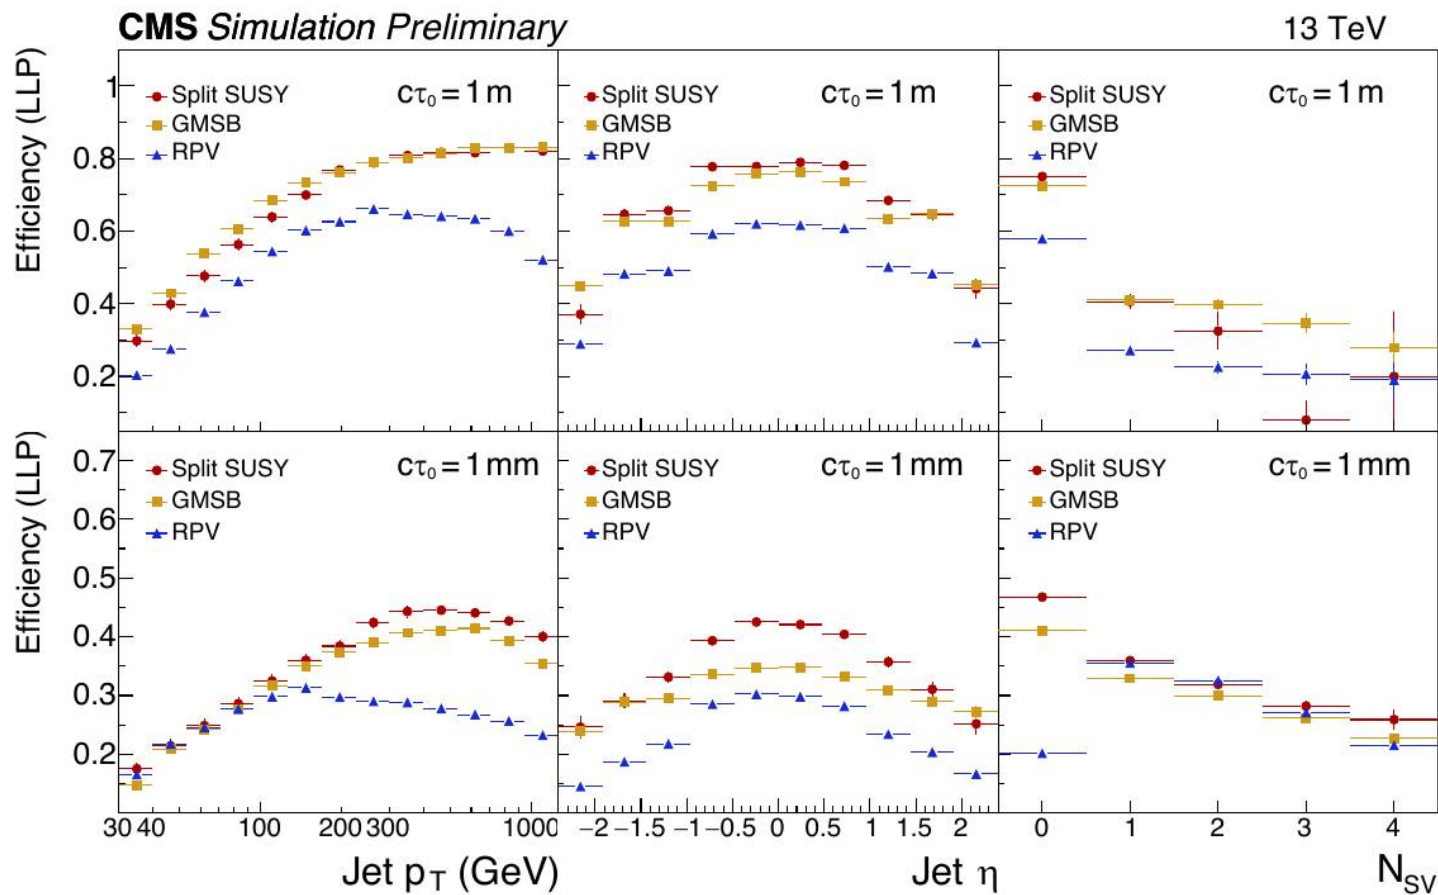 CMS Simulation Preliminary 13 TeV
Efficiency (LLP)
1
0.8
0.6
0.4
0.2
Split SUSY
GMSB
RPV
cτ₀ = 1 m
Split SUSY
GMSB
RPV
cτ₀ = 1 m
Split SUSY
GMSB
RPV
cτ₀ = 1 m
Efficiency (LLP)
0.7
0.6
0.5
0.4
0.3
0.2
Split SUSY
GMSB
RPV
cτ₀ = 1 mm
Split SUSY
GMSB
RPV
cτ₀ = 1 mm
Split SUSY
GMSB
RPV
cτ₀ = 1 mm
30 40 100 200 300 1000
−2 −1.5 −1 −0.5 0 0.5 1 1.5 2
0 1 2 3 4
Jet p_T (GeV)
Jet η
N_SV